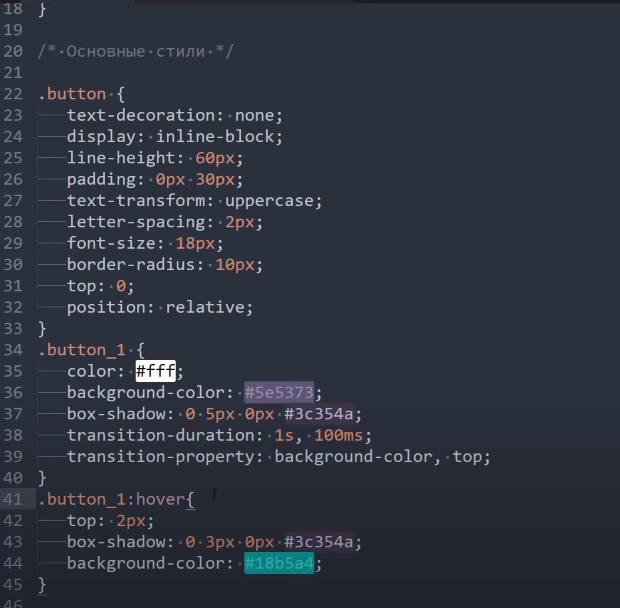 18 }
19
20 /* Основные стили */
21
22 .button {
23 text-decoration: none;
24 display: inline-block;
25 line-height: 60px;
26 padding: 0px 30px;
27 text-transform: uppercase;
28 letter-spacing: 2px;
29 font-size: 18px;
30 border-radius: 10px;
31 top: 0;
32 position: relative;
33 }
34 .button_1 {
35 color: #fff;
36 background-color: #5e5373;
37 box-shadow: 0 5px 0px #3c354a;
38 transition-duration: 1s, 100ms;
39 transition-property: background-color, top;
40 }
41 .button_1:hover{
42 top: 2px;
43 box-shadow: 0 3px 0px #3c354a;
44 background-color: #18b5a4;
45 }
46